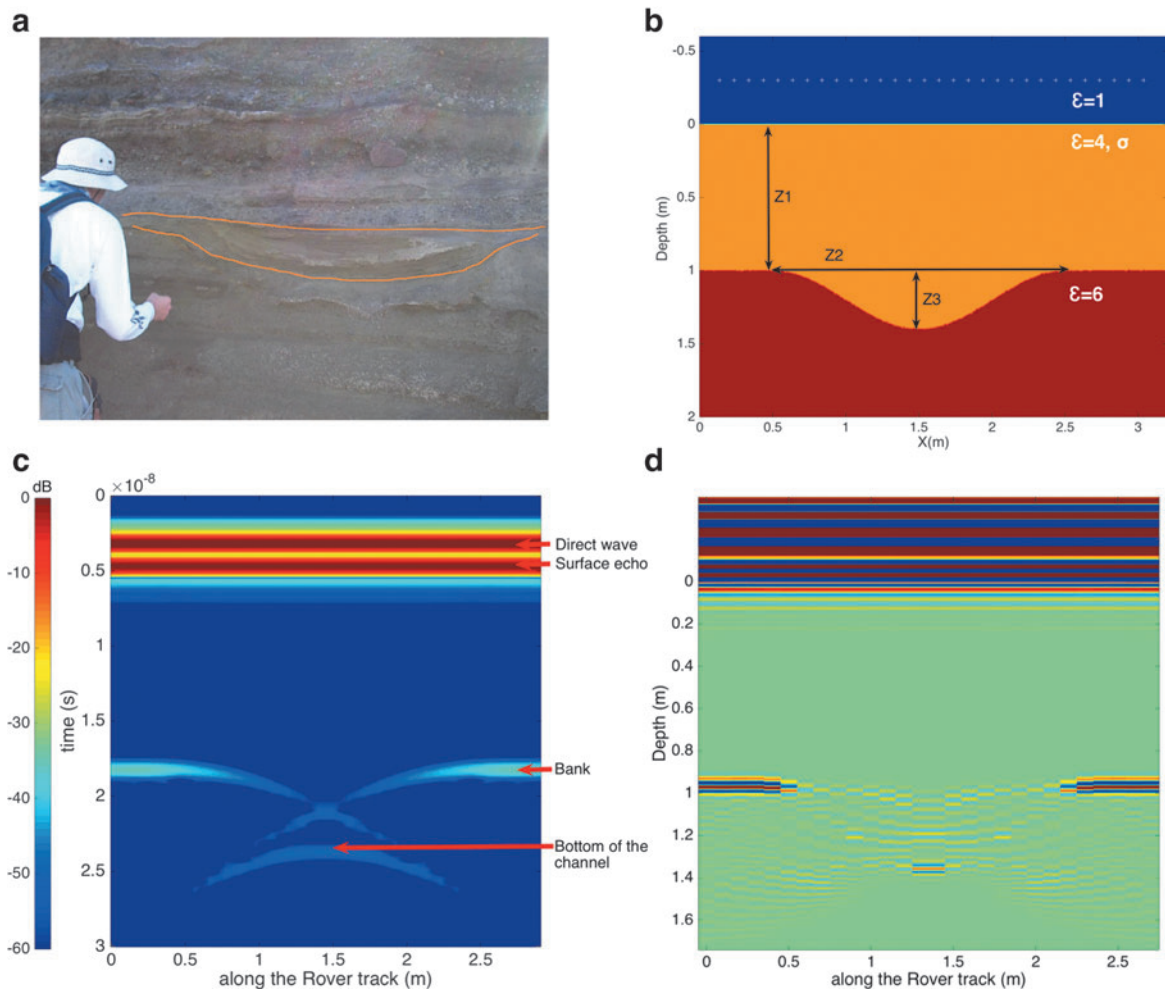 a
b
-0.5
0
0.5
1
1.5
2
Depth (m)
Ɛ=1
Ɛ=4, σ
Z1
Z2
Z3
Ɛ=6
0
0.5
1
1.5
2
2.5
3
X(m)
c
dB
0
-10
-20
-30
-40
-50
-60
×10⁻⁸
0
0.5
1
1.5
2
2.5
3
time (s)
Direct wave
Surface echo
Bank
Bottom of the
channel
0
0.5
1
1.5
2
2.5
along the Rover track (m)
d
0
0.2
0.4
0.6
0.8
1
1.2
1.4
1.6
Depth (m)
0
0.5
1
1.5
2
2.5
along the Rover track (m)